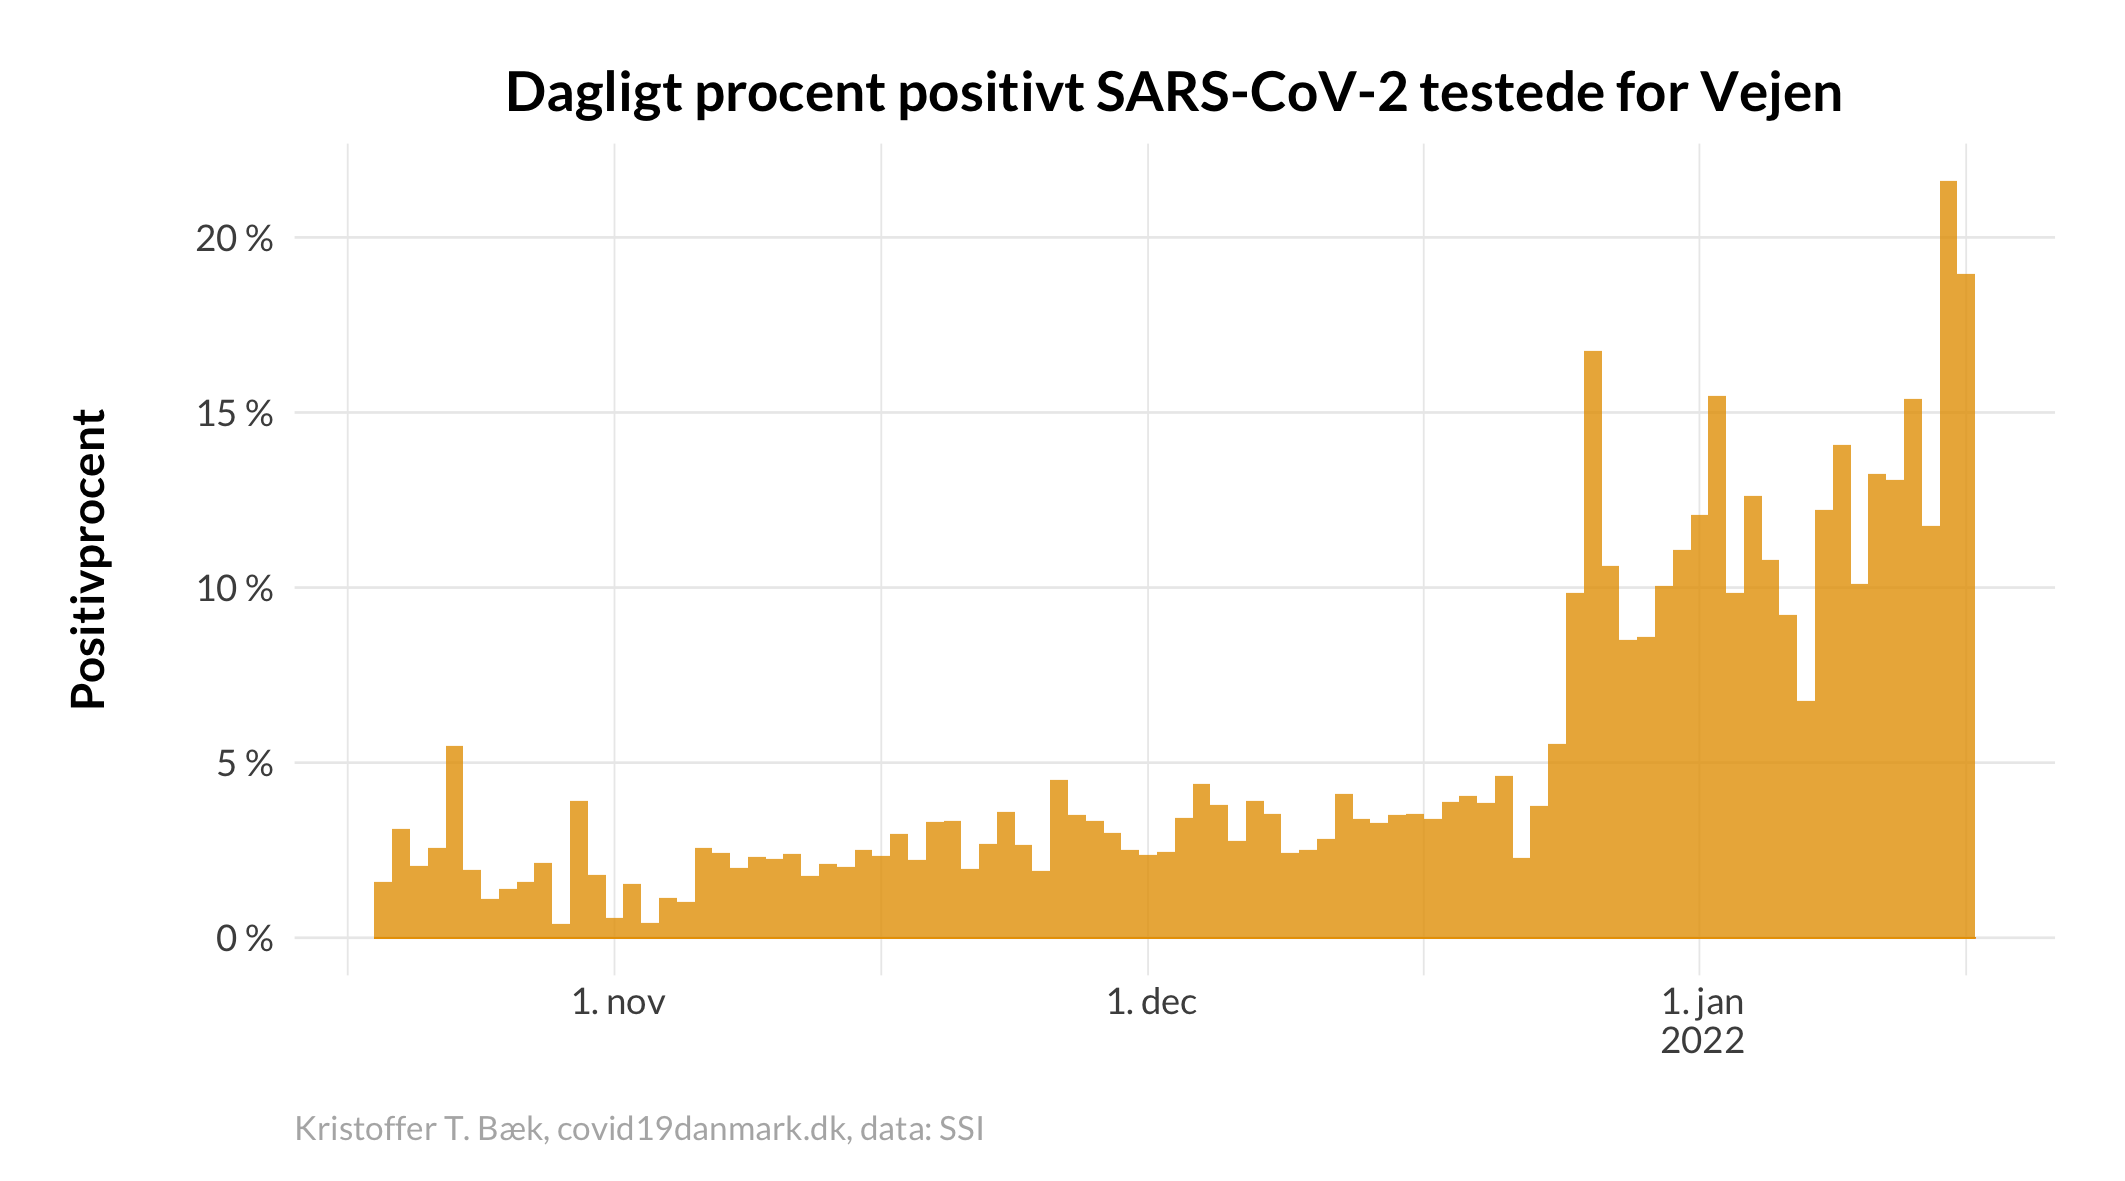 Dagligt procent positivt SARS-CoV-2 testede for Vejen
Positivprocent
20 %
15 %
10 %
5 %
0 %
1. nov
1. dec
1. jan
2022
Kristoffer T. Bæk, covid19danmark.dk, data: SSI